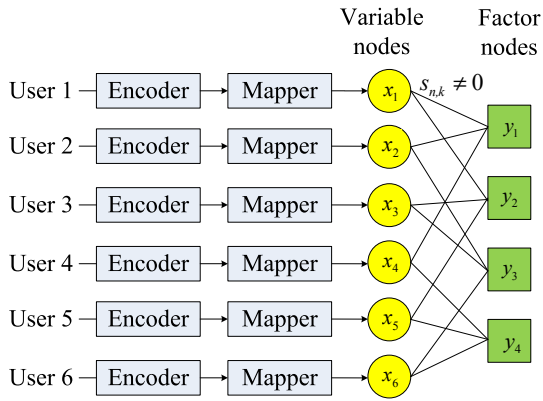 Variable nodes
Factor nodes
User 1 Encoder Mapper x₁ sₙ,ₖ ≠ 0
y₁
User 2 Encoder Mapper x₂
User 3 Encoder Mapper x₃ y₂
User 4 Encoder Mapper x₄ y₃
User 5 Encoder Mapper x₅
y₄
User 6 Encoder Mapper x₆